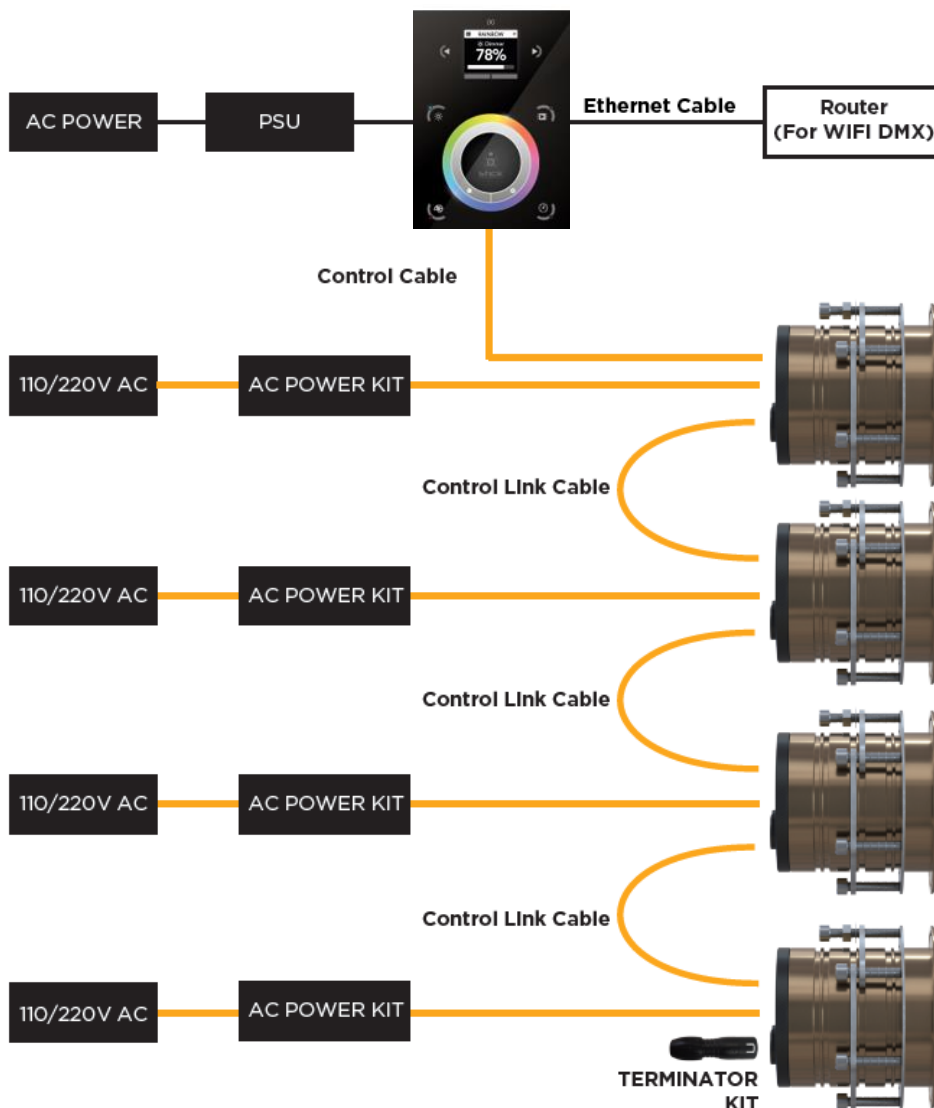 RAINBOW
Dimmer
78%
AC POWER
PSU
Ethernet Cable
Router
(For WIFI DMX)
Control Cable
110/220V AC
AC POWER KIT
Control LInk Cable
110/220V AC
AC POWER KIT
Control LInk Cable
110/220V AC
AC POWER KIT
Control LInk Cable
110/220V AC
AC POWER KIT
TERMINATOR
KIT